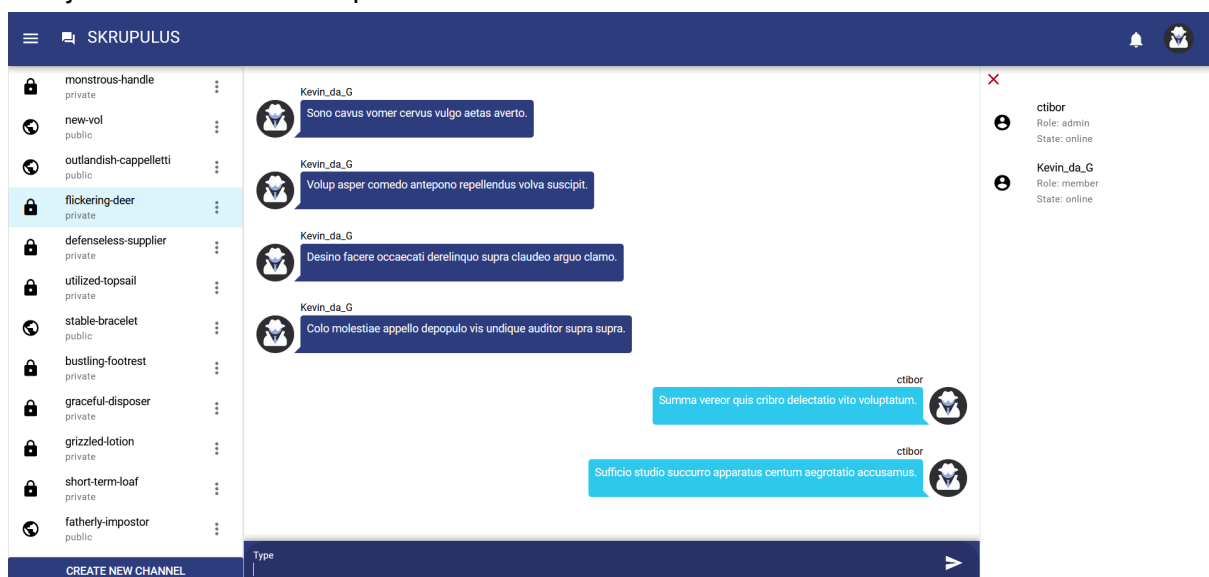 SKRUPULUS
monstrous-handle
private
new-vol
public
outlandish-cappelletti
public
flickering-deer
private
defenseless-supplier
private
utilized-topsail
private
stable-bracelet
public
bustling-footrest
private
graceful-disposer
private
grizzled-lotion
private
short-term-loaf
private
fatherly-impostor
public
CREATE NEW CHANNEL
Kevin_da_G
Sono cavus vomer cervus vulgo aetas averto.
Kevin_da_G
Volup asper comedo antepono repellendus volva suscipit.
Kevin_da_G
Desino facere occaecati derelinquo supra claudeo arguo clamo.
Kevin_da_G
Colo molestiae appello depopulo vis undique auditor supra supra.
ctibor
Summa vereor quis cribro delectatio vito voluptatum.
ctibor
Sufficio studio succurro apparatus centum aegrotatio accusamus.
Type
ctibor
Role: admin
State: online
Kevin_da_G
Role: member
State: online